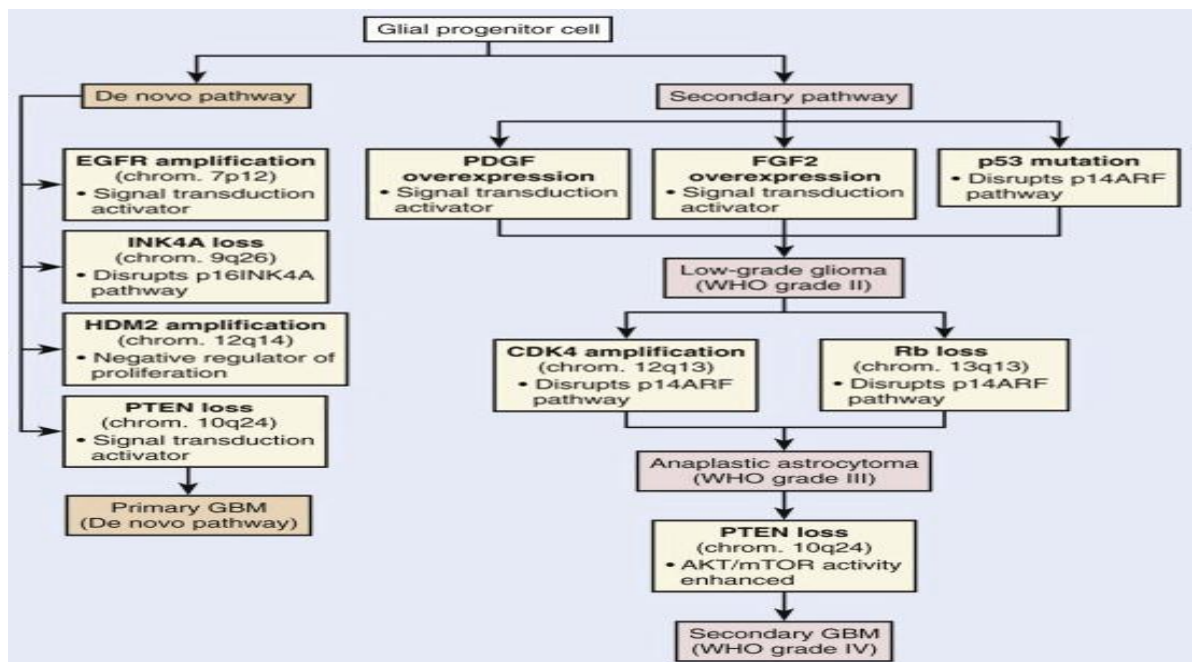 Glial progenitor cell
De novo pathway
Secondary pathway
EGFR amplification
(chrom. 7p12)
• Signal transduction
activator
INK4A loss
(chrom. 9q26)
• Disrupts p16INK4A
pathway
HDM2 amplification
(chrom. 12q14)
• Negative regulator of
proliferation
PTEN loss
(chrom. 10q24)
• Signal transduction
activator
Primary GBM
(De novo pathway)
PDGF
overexpression
• Signal transduction
activator
FGF2
overexpression
• Signal transduction
activator
p53 mutation
• Disrupts p14ARF
pathway
Low-grade glioma
(WHO grade II)
CDK4 amplification
(chrom. 12q13)
• Disrupts p14ARF
pathway
Rb loss
(chrom. 13q13)
• Disrupts p14ARF
pathway
Anaplastic astrocytoma
(WHO grade III)
PTEN loss
(chrom. 10q24)
• AKT/mTOR activity
enhanced
Secondary GBM
(WHO grade IV)